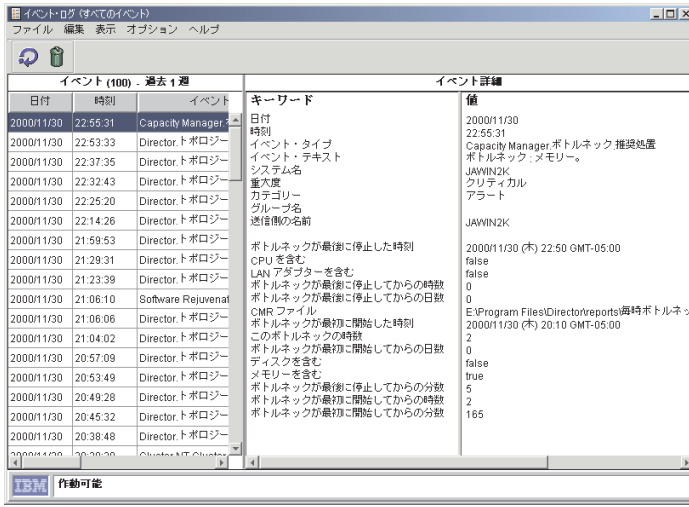 イベント・ログ (すべてのイベント)
ファイル 編集 表示 オプション ヘルプ
イベント (100) - 過去 1 週
日付 時刻 イベント
2000/11/30 22:55:31 Capacity Manager.
2000/11/30 22:53:33 Director.トポロジー
2000/11/30 22:37:35 Director.トポロジー
2000/11/30 22:32:43 Director.トポロジー
2000/11/30 22:25:20 Director.トポロジー
2000/11/30 22:14:26 Director.トポロジー
2000/11/30 21:59:53 Director.トポロジー
2000/11/30 21:29:31 Director.トポロジー
2000/11/30 21:23:39 Director.トポロジー
2000/11/30 21:06:10 Software Rejuvenat
2000/11/30 21:06:06 Director.トポロジー
2000/11/30 21:04:02 Director.トポロジー
2000/11/30 20:57:09 Director.トポロジー
2000/11/30 20:53:49 Director.トポロジー
2000/11/30 20:49:28 Director.トポロジー
2000/11/30 20:45:32 Director.トポロジー
2000/11/30 20:38:48 Director.トポロジー
イベント詳細
キーワード 値
日付 2000/11/30
時刻 22:55:31
イベント・タイプ Capacity Manager.ボトルネック.推奨処置
イベント・テキスト ボトルネック : メモリー。
システム名 JAWIN2K
重大度 クリティカル
カテゴリー アラート
グループ名
送信側の名前 JAWIN2K
ボトルネックが最後に停止した時刻 2000/11/30 (木) 22:50 GMT-05:00
CPU を含む false
LAN アダプターを含む false
ボトルネックが最後に停止してからの時数 0
ボトルネックが最後に停止してからの日数 0
CMR ファイル E:\Program Files\Director\reports\毎時ボトルネッ
ボトルネックが最初に開始した時刻 2000/11/30 (木) 20:10 GMT-05:00
このボトルネックの時数 2
ボトルネックが最初に開始してからの日数 0
ディスクを含む false
メモリーを含む true
ボトルネックが最後に停止してからの分数 5
ボトルネックが最初に開始してからの時数 2
ボトルネックが最初に開始してからの分数 165
IBM 作動可能